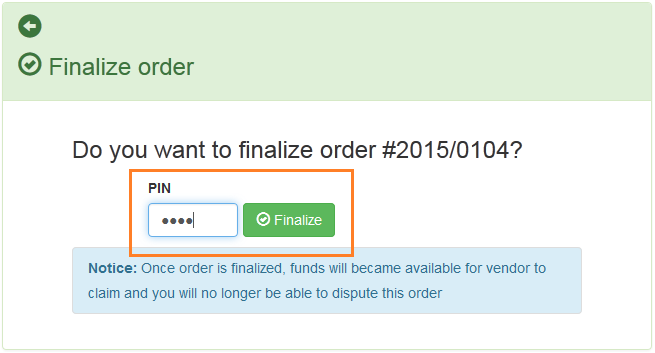 Finalize order
Do you want to finalize order #2015/0104?
PIN
●●●●
Finalize
Notice: Once order is finalized, funds will became available for vendor to
claim and you will no longer be able to dispute this order